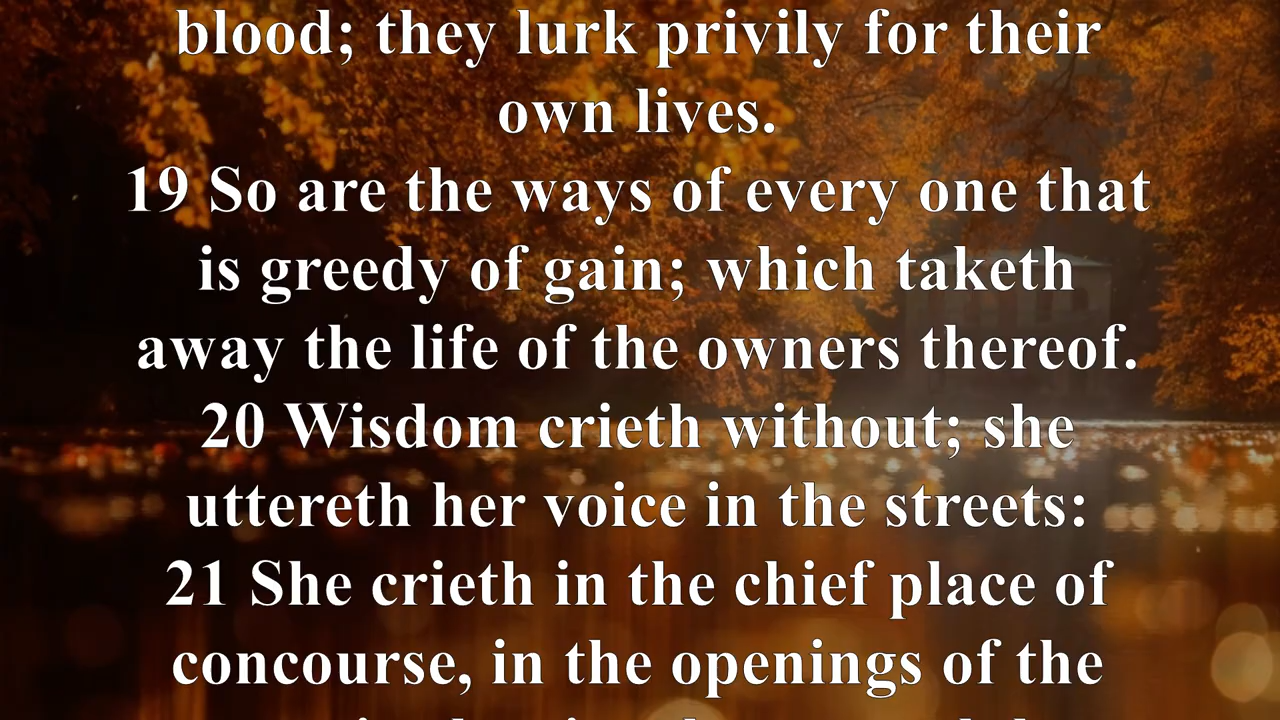 blood; they lurk privily for their
own lives.
19 So are the ways of every one that
is greedy of gain; which taketh
away the life of the owners thereof.
20 Wisdom crieth without; she
uttereth her voice in the streets:
21 She crieth in the chief place of
concourse, in the openings of the